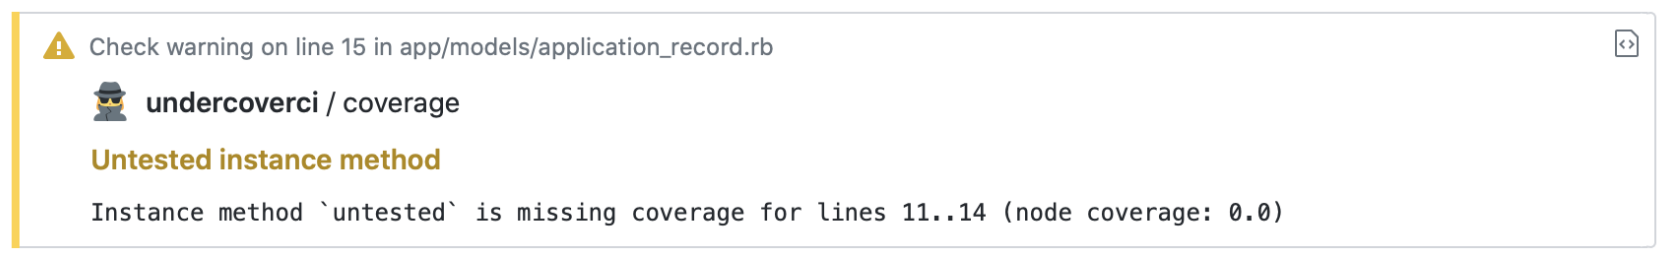 Check warning on line 15 in app/models/application_record.rb
undercoverci / coverage
Untested instance method
Instance method `untested` is missing coverage for lines 11..14 (node coverage: 0.0)